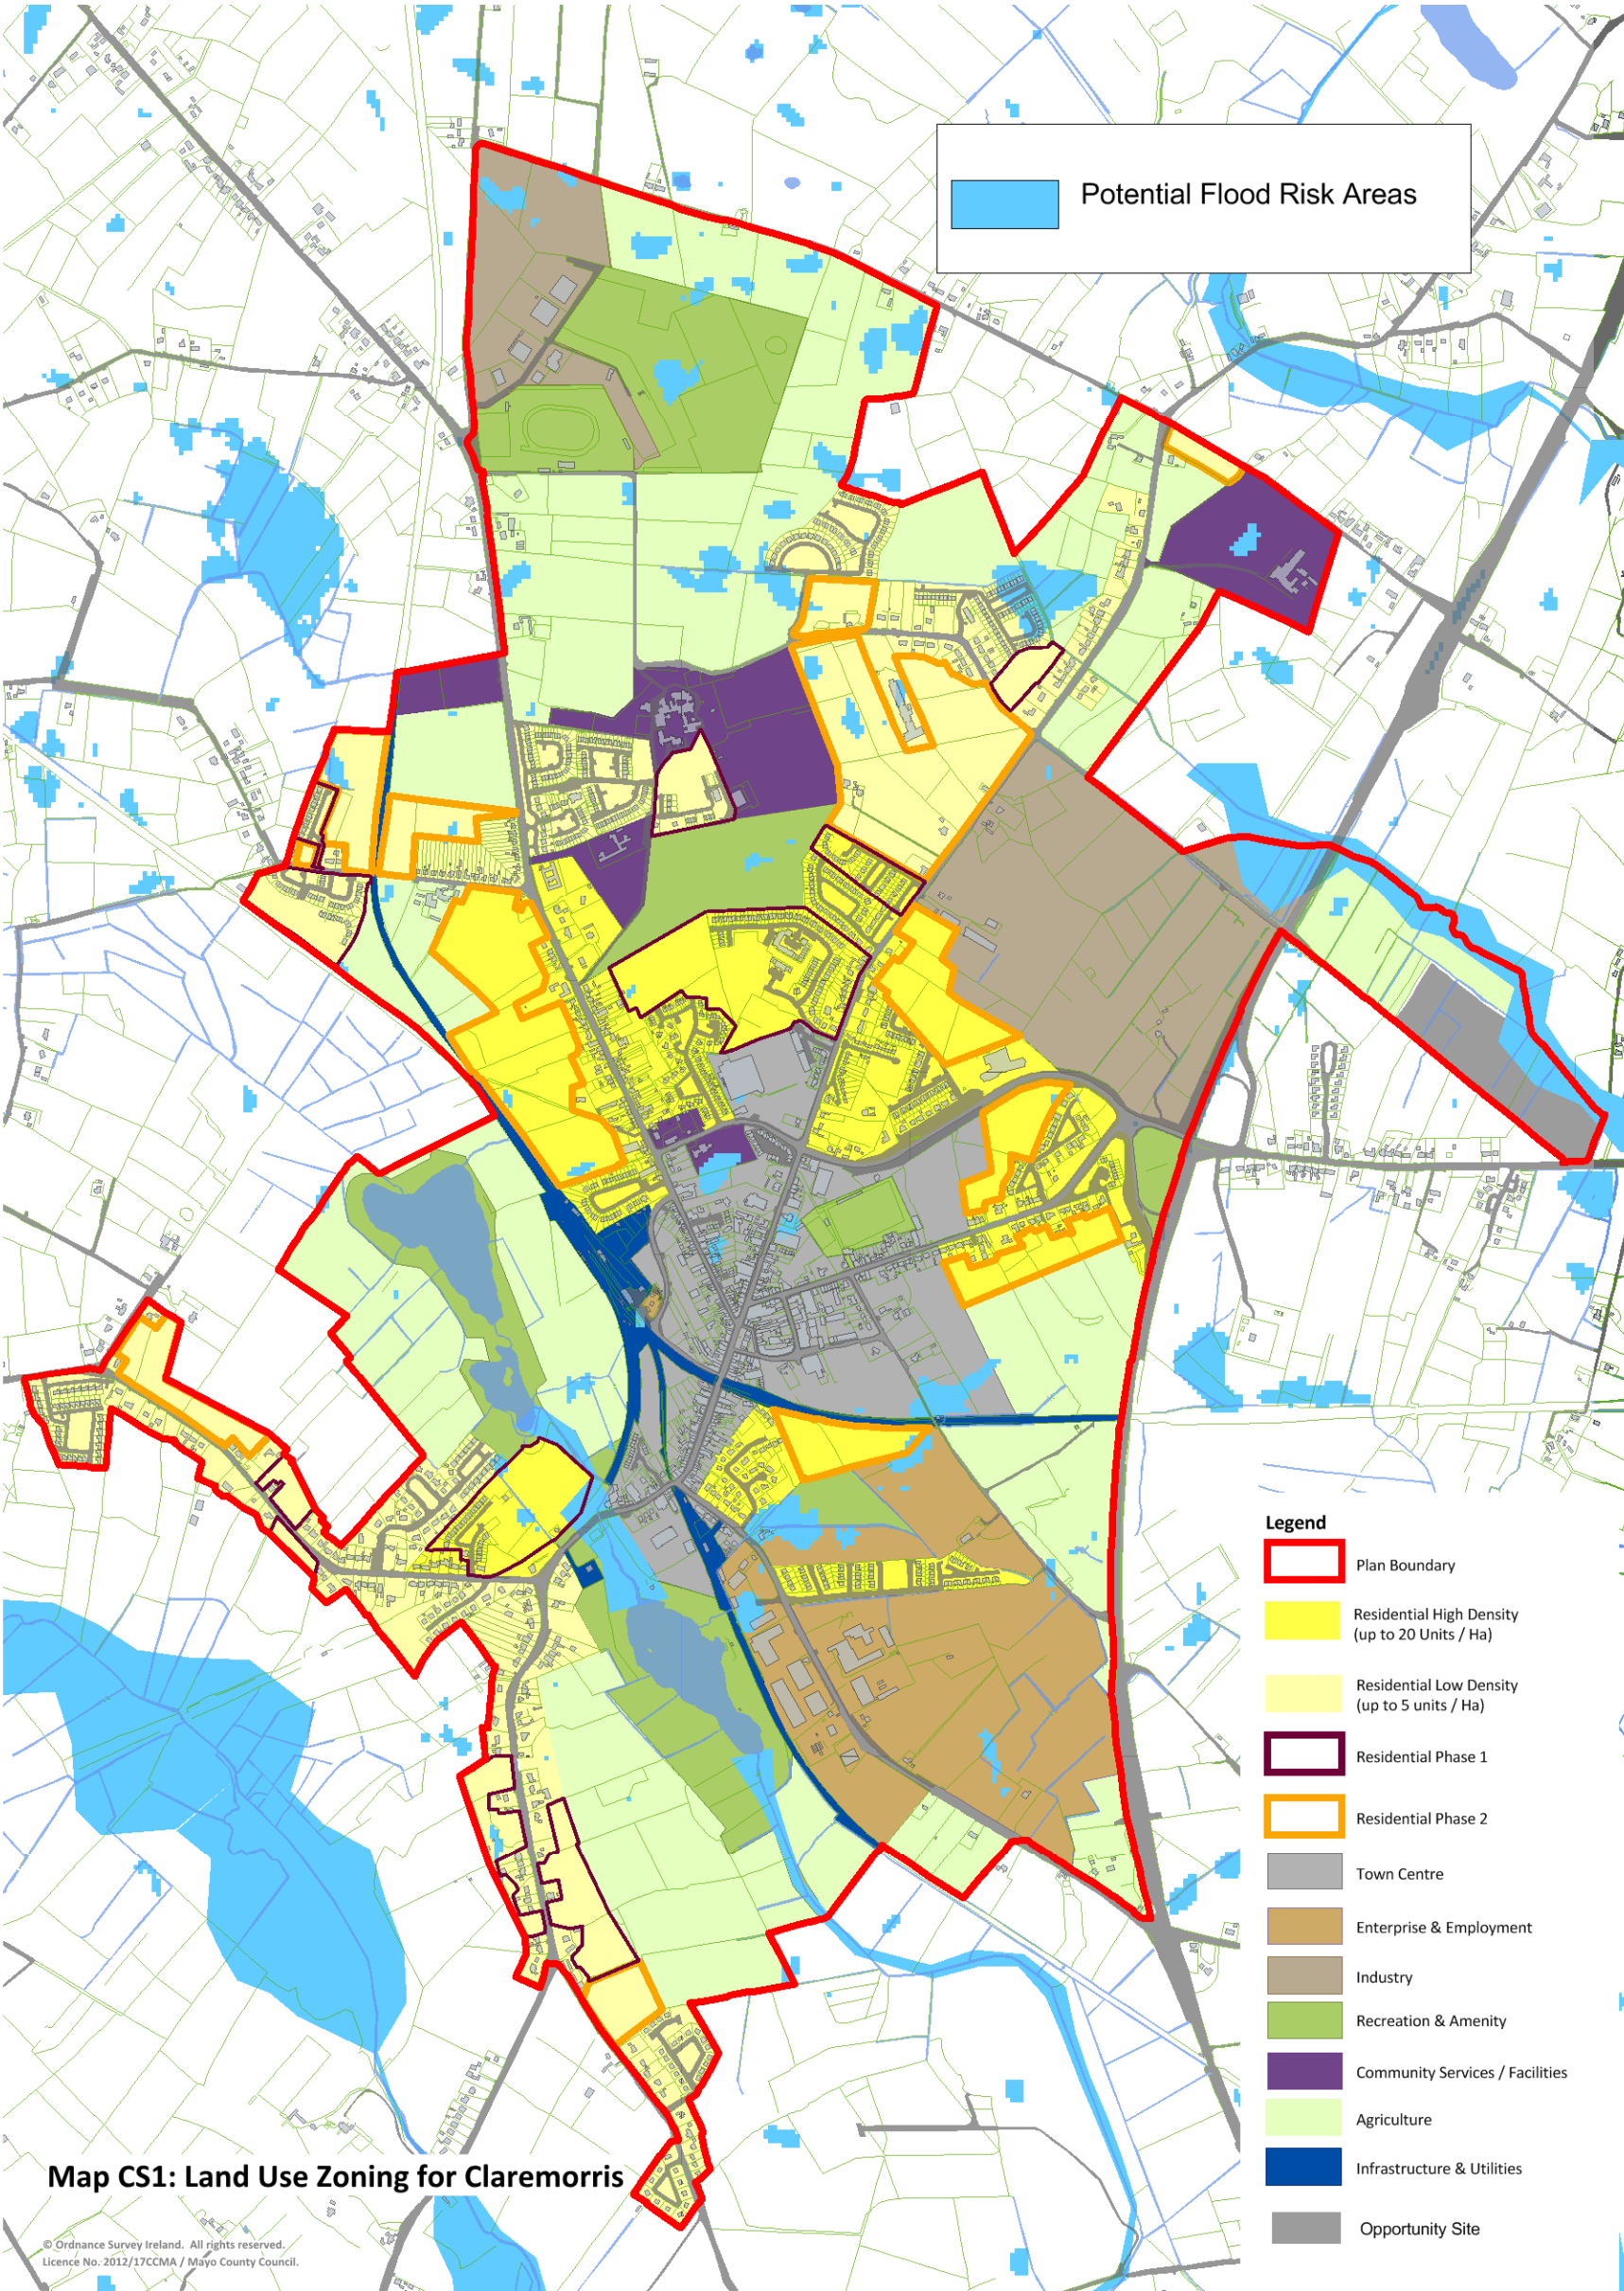 Potential Flood Risk Areas
Legend
Plan Boundary
Residential High Density
(up to 20 Units / Ha)
Residential Low Density
(up to 5 units / Ha)
Residential Phase 1
Residential Phase 2
Town Centre
Enterprise & Employment
Industry
Recreation & Amenity
Community Services / Facilities
Agriculture
Infrastructure & Utilities
Opportunity Site
Map CS1: Land Use Zoning for Claremorris
© Ordnance Survey Ireland. All rights reserved.
Licence No. 2012/17CCMA / Mayo County Council.